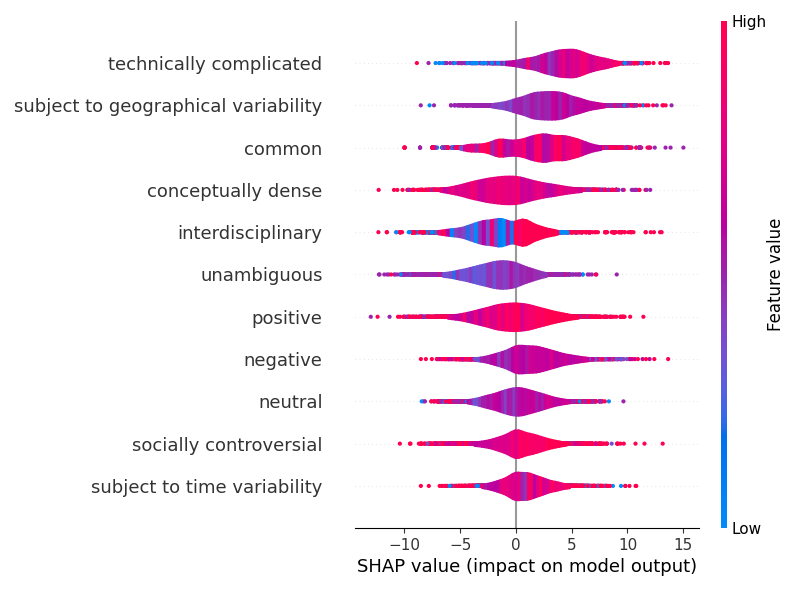 High
technically complicated
subject to geographical variability
common
conceptually dense
interdisciplinary
unambiguous
positive
negative
neutral
socially controversial
subject to time variability
Feature value
Low
−10 −5 0 5 10 15
SHAP value (impact on model output)